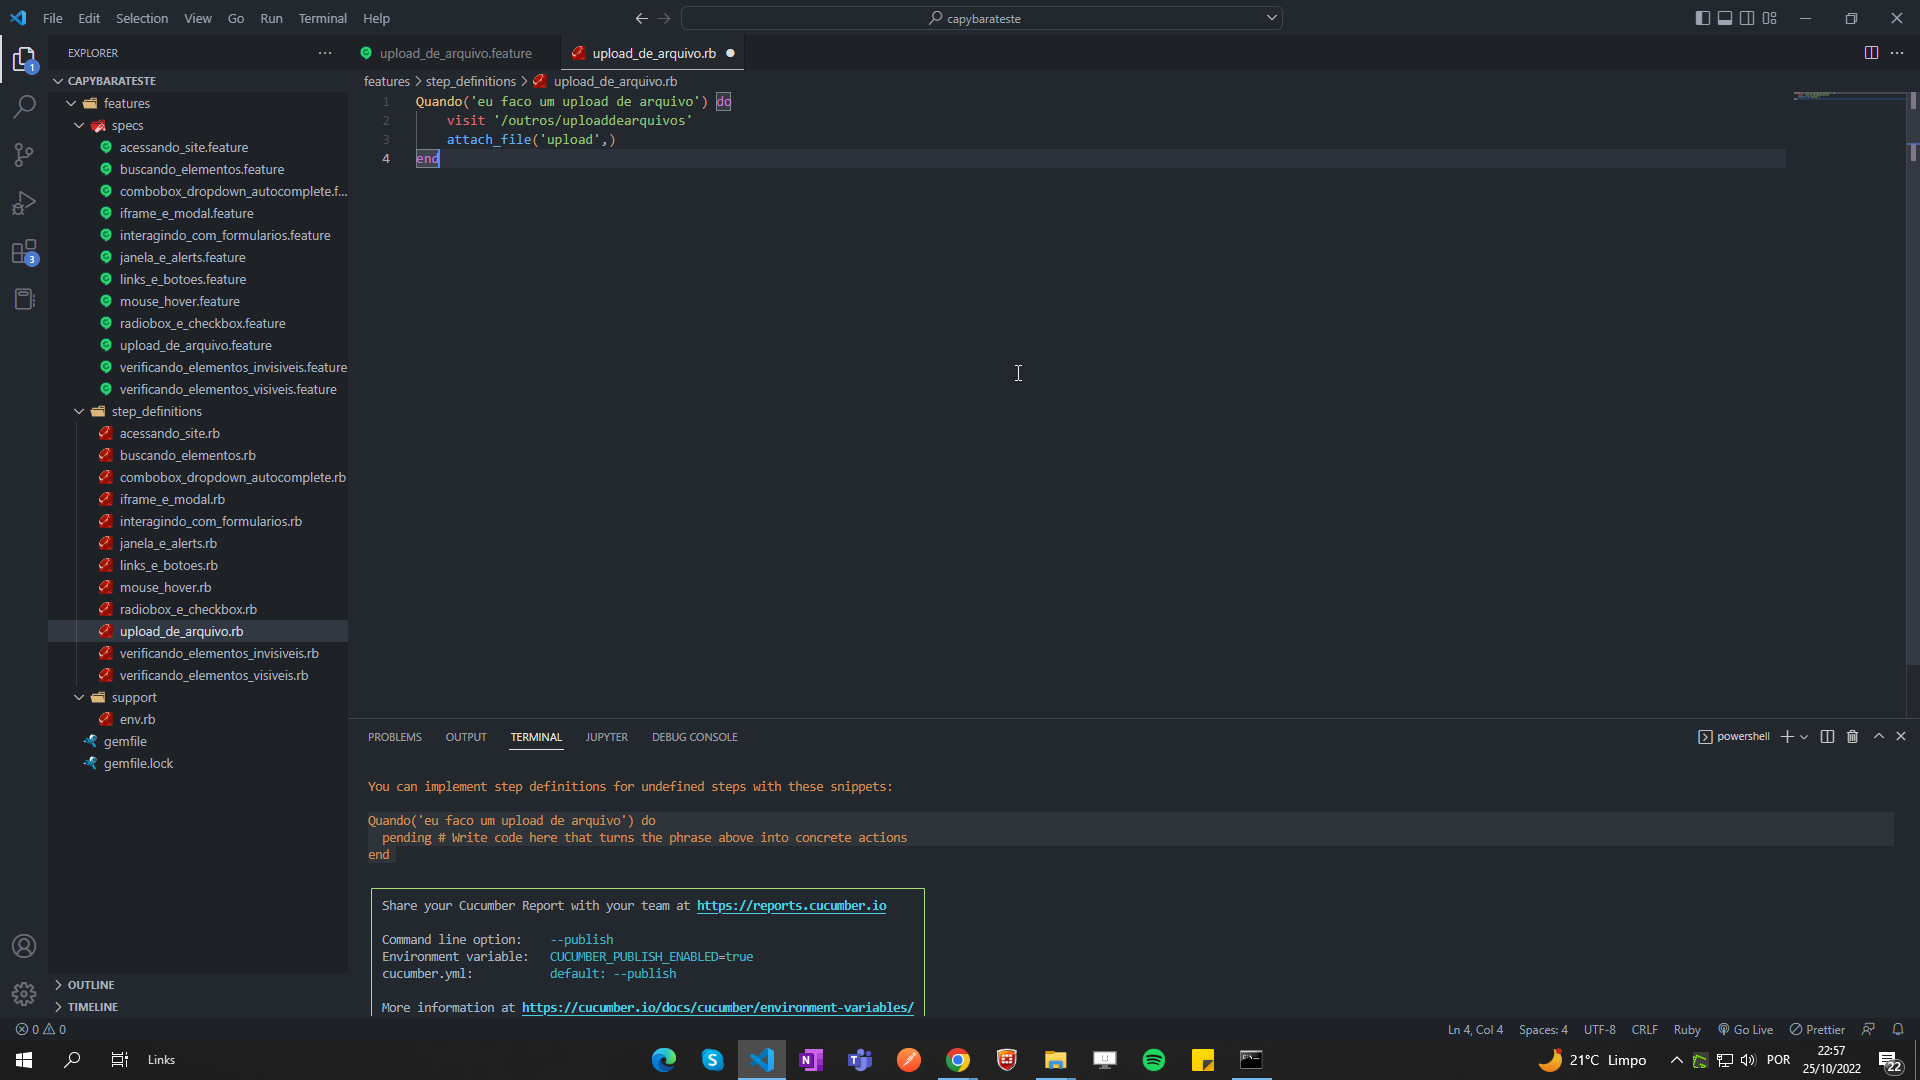 File Edit Selection View Go Run Terminal Help
capybarateste
EXPLORER
upload_de_arquivo.feature
upload_de_arquivo.rb
CAPYBARATESTE
features
specs
acessando_site.feature
buscando_elementos.feature
combobox_dropdown_autocomplete.f...
iframe_e_modal.feature
interagindo_com_formularios.feature
janela_e_alerts.feature
links_e_botoes.feature
mouse_hover.feature
radiobox_e_checkbox.feature
upload_de_arquivo.feature
verificando_elementos_invisiveis.feature
verificando_elementos_visiveis.feature
step_definitions
acessando_site.rb
buscando_elementos.rb
combobox_dropdown_autocomplete.rb
iframe_e_modal.rb
interagindo_com_formularios.rb
janela_e_alerts.rb
links_e_botoes.rb
mouse_hover.rb
radiobox_e_checkbox.rb
upload_de_arquivo.rb
verificando_elementos_invisiveis.rb
verificando_elementos_visiveis.rb
support
env.rb
gemfile
gemfile.lock
OUTLINE
TIMELINE
features > step_definitions > upload_de_arquivo.rb
1 Quando('eu faco um upload de arquivo') do
2 visit '/outros/uploaddearquivos'
3 attach_file('upload',)
4 end
PROBLEMS OUTPUT TERMINAL JUPYTER DEBUG CONSOLE
powershell
You can implement step definitions for undefined steps with these snippets:
Quando('eu faco um upload de arquivo') do
pending # Write code here that turns the phrase above into concrete actions
end
Share your Cucumber Report with your team at https://reports.cucumber.io
Command line option: --publish
Environment variable: CUCUMBER_PUBLISH_ENABLED=true
cucumber.yml: default: --publish
More information at https://cucumber.io/docs/cucumber/environment-variables/
1
3
0 0
Ln 4, Col 4 Spaces: 4 UTF-8 CRLF Ruby Go Live Prettier
Links
21°C Limpo
POR
22:57
25/10/2022
22